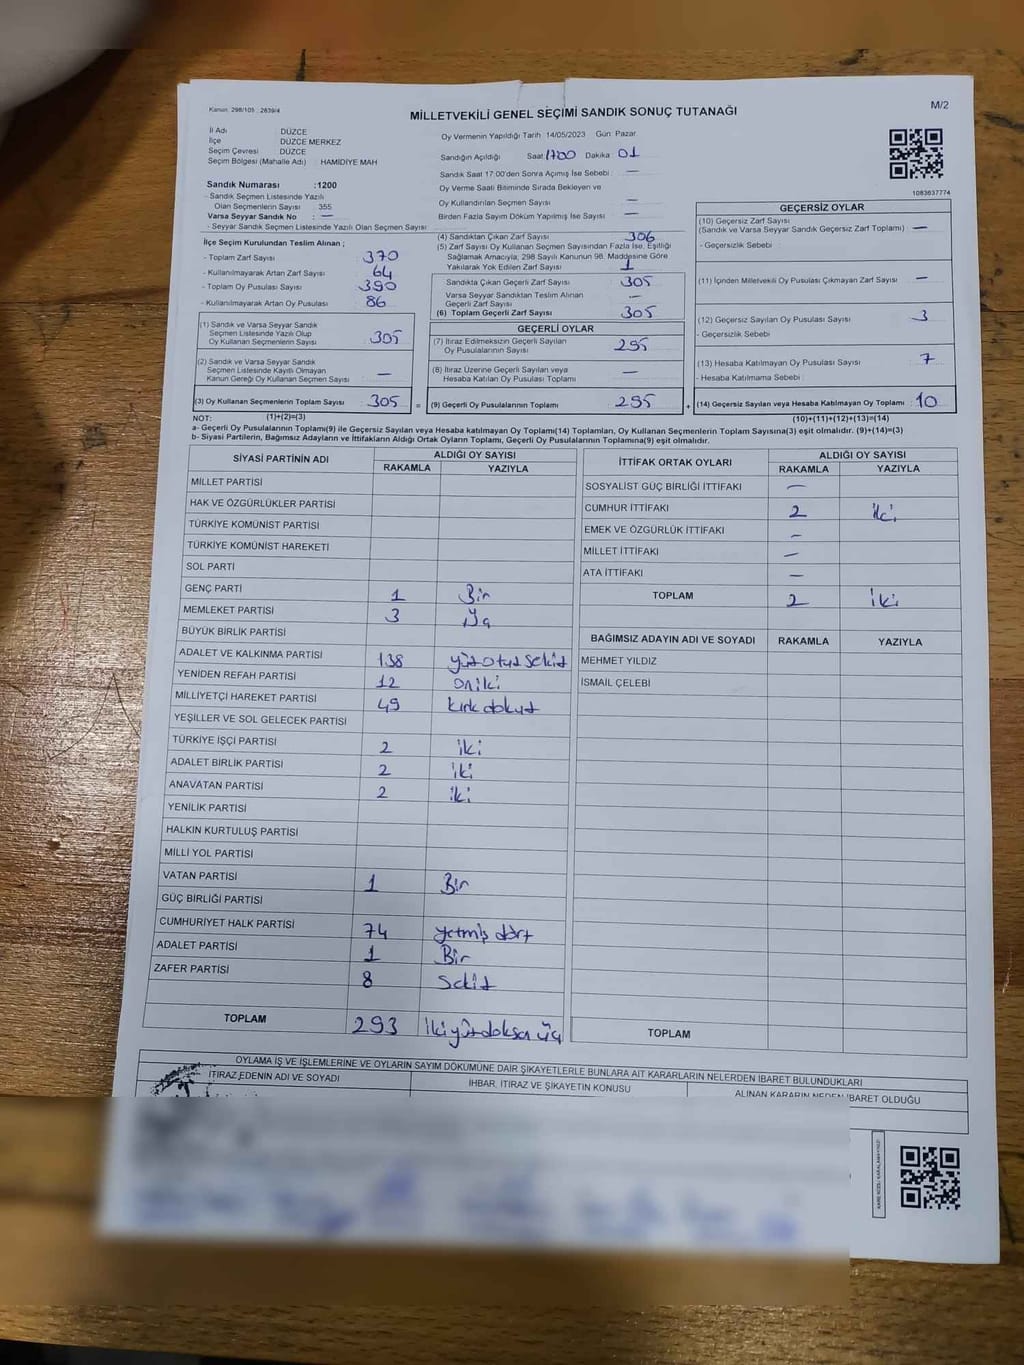 Kanun: 298/105 2839/4
MİLLETVEKİLİ GENEL SEÇİMİ SANDIK SONUÇ TUTANAĞI
M/2
İl Adı : DÜZCE
İlçe DÜZCE MERKEZ
Seçim Çevresi : DÜZCE
Seçim Bölgesi (Mahalle Adı) : HAMİDİYE MAH
Oy Vermenin Yapıldığı Tarih 14/05/2023 Gün: Pazar
Sandığın Açıldığı Saat: 1700 Dakika 01
Sandık Saat 17:00'den Sonra Açımış İse Sebebi : —
Oy Verme Saati Bitiminde Sırada Bekleyen ve
Oy Kullandırılan Seçmen Sayısı —
Birden Fazla Sayım Döküm Yapılmış İse Sayısı —
1083637774
Sandık Numarası :1200
- Sandık Seçmen Listesinde Yazılı
Olan Seçmenlerin Sayısı 355
Varsa Seyyar Sandık No : —
- Seyyar Sandık Seçmen Listesinde Yazılı Olan Seçmen Sayısı
İlçe Seçim Kurulundan Teslim Alınan ;
- Toplam Zarf Sayısı : 370
- Kullanılmayarak Artan Zarf Sayısı : 64
- Toplam Oy Pusulası Sayısı : 390
- Kullanılmayarak Artan Oy Pusulası 86
(1) Sandık ve Varsa Seyyar Sandık
Seçmen Listesinde Yazılı Olup
Oy Kullanan Seçmenlerin Sayısı : 305
(2) Sandık ve Varsa Seyyar Sandık
Seçmen Listesinde Kayıtlı Olmayan
Kanun Gereği Oy Kullanan Seçmen Sayısı : —
(3) Oy Kullanan Seçmenlerin Toplam Sayısı : 305
(1)+(2)=(3)
(4) Sandıktan Çıkan Zarf Sayısı 306
(5) Zarf Sayısı Oy Kullanan Seçmen Sayısından Fazla İse, Eşitliği
Sağlamak Amacıyla, 298 Sayılı Kanunun 98. Maddesine Göre
Yakılarak Yok Edilen Zarf Sayısı 1
Sandıkta Çıkan Geçerli Zarf Sayısı : 305
Varsa Seyyar Sandıktan Teslim Alınan
Geçerli Zarf Sayısı —
(6) Toplam Geçerli Zarf Sayısı : 305
GEÇERLİ OYLAR
(7) İtiraz Edilmeksizin Geçerli Sayılan
Oy Pusulalarının Sayısı : 295
(8) İtiraz Üzerine Geçerli Sayılan veya
Hesaba Katılan Oy Pusulası Toplamı : —
= (9) Geçerli Oy Pusulalarının Toplamı : 295
GEÇERSİZ OYLAR
(10) Geçersiz Zarf Sayısı
(Sandık ve Varsa Seyyar Sandık Geçersiz Zarf Toplamı) : —
- Geçersizlik Sebebi :
(11) İçinden Milletvekili Oy Pusulası Çıkmayan Zarf Sayısı : —
(12) Geçersiz Sayılan Oy Pusulası Sayısı : 3
- Geçersizlik Sebebi
(13) Hesaba Katılmayan Oy Pusulası Sayısı : 7
- Hesaba Katılmama Sebebi :
+ (14) Geçersiz Sayılan veya Hesaba Katılmayan Oy Toplamı : 10
(10)+(11)+(12)+(13)=(14)
NOT:
a- Geçerli Oy Pusulalarının Toplamı(9) ile Geçersiz Sayılan veya Hesaba katılmayan Oy Toplamı(14) Toplamları, Oy Kullanan Seçmenlerin Toplam Sayısına(3) eşit olmalıdır. (9)+(14)=(3)
b- Siyasi Partilerin, Bağımsız Adayların ve İttifakların Aldığı Ortak Oyların Toplamı, Geçerli Oy Pusulalarının Toplamına(9) eşit olmalıdır.
SİYASİ PARTİNİN ADI ALDIĞI OY SAYISI
RAKAMLA YAZIYLA
MİLLET PARTİSİ
HAK VE ÖZGÜRLÜKLER PARTİSİ
TÜRKİYE KOMÜNİST PARTİSİ
TÜRKİYE KOMÜNİST HAREKETİ
SOL PARTİ
GENÇ PARTİ 1 Bir
MEMLEKET PARTİSİ 3
BÜYÜK BİRLİK PARTİSİ
ADALET VE KALKINMA PARTİSİ 138 yüz otuz sekiz
YENİDEN REFAH PARTİSİ 12 oniki
MİLLİYETÇİ HAREKET PARTİSİ 49 kırk dokuz
YEŞİLLER VE SOL GELECEK PARTİSİ
TÜRKİYE İŞÇİ PARTİSİ 2 iki
ADALET BİRLİK PARTİSİ 2 iki
ANAVATAN PARTİSİ 2 iki
YENİLİK PARTİSİ
HALKIN KURTULUŞ PARTİSİ
MİLLİ YOL PARTİSİ
VATAN PARTİSİ 1 Bir
GÜÇ BİRLİĞİ PARTİSİ
CUMHURİYET HALK PARTİSİ 74 yetmiş dört
ADALET PARTİSİ 1 Bir
ZAFER PARTİSİ 8 sekiz
TOPLAM 293 ikiyüzdoksan üç
İTTİFAK ORTAK OYLARI ALDIĞI OY SAYISI
RAKAMLA YAZIYLA
SOSYALİST GÜÇ BİRLİĞİ İTTİFAKI —
CUMHUR İTTİFAKI 2 iki
EMEK VE ÖZGÜRLÜK İTTİFAKI —
MİLLET İTTİFAKI —
ATA İTTİFAKI —
TOPLAM 2 iki
BAĞIMSIZ ADAYIN ADI VE SOYADI RAKAMLA YAZIYLA
MEHMET YILDIZ
İSMAİL ÇELEBİ
TOPLAM
OYLAMA İŞ VE İŞLEMLERİNE VE OYLARIN SAYIM DÖKÜMÜNE DAİR ŞİKAYETLERLE BUNLARA AİT KARARLARIN NELERDEN İBARET BULUNDUKLARI
İTİRAZ EDENİN ADI VE SOYADI İHBAR, İTİRAZ VE ŞİKAYETİN KONUSU ALINAN KARARIN NEDEN İBARET OLDUĞU